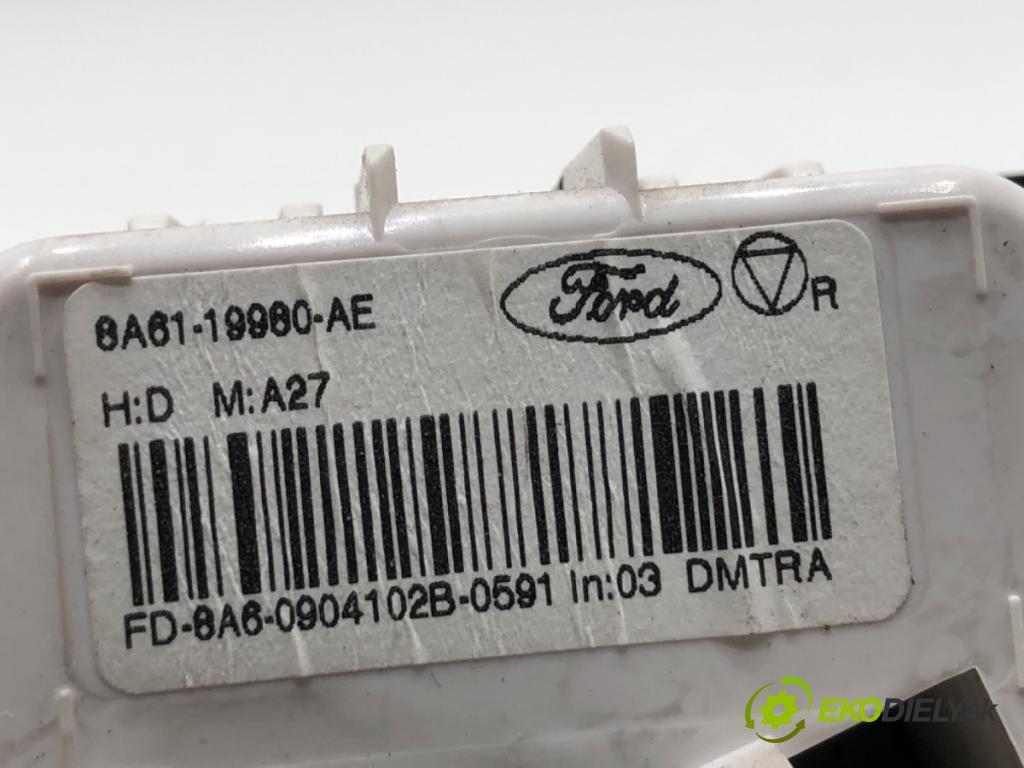 8A61-19980-AE
Ford
R
H:D M:A27
FD-8A6-0904102B-0591 In:03 DMTRA
EKODIELY.sk